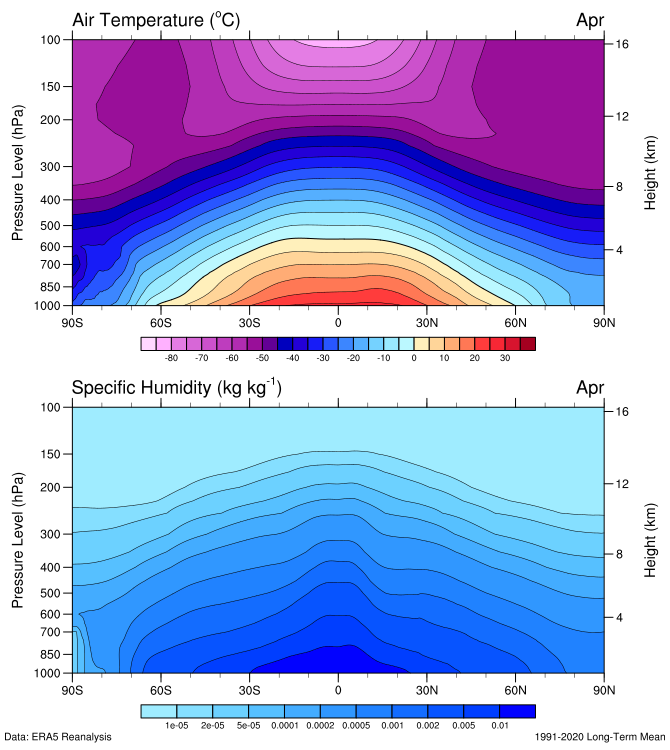 Air Temperature (°C) Apr
100
150
200
300
400
500
600
700
850
1000
Pressure Level (hPa)
16
12
8
4
Height (km)
90S 60S 30S 0 30N 60N 90N
-80 -70 -60 -50 -40 -30 -20 -10 0 10 20 30
Specific Humidity (kg kg⁻¹) Apr
100
150
200
300
400
500
600
700
850
1000
Pressure Level (hPa)
16
12
8
4
Height (km)
90S 60S 30S 0 30N 60N 90N
1e-05 2e-05 5e-05 0.0001 0.0002 0.0005 0.001 0.002 0.005 0.01
Data: ERA5 Reanalysis 1991-2020 Long-Term Mean